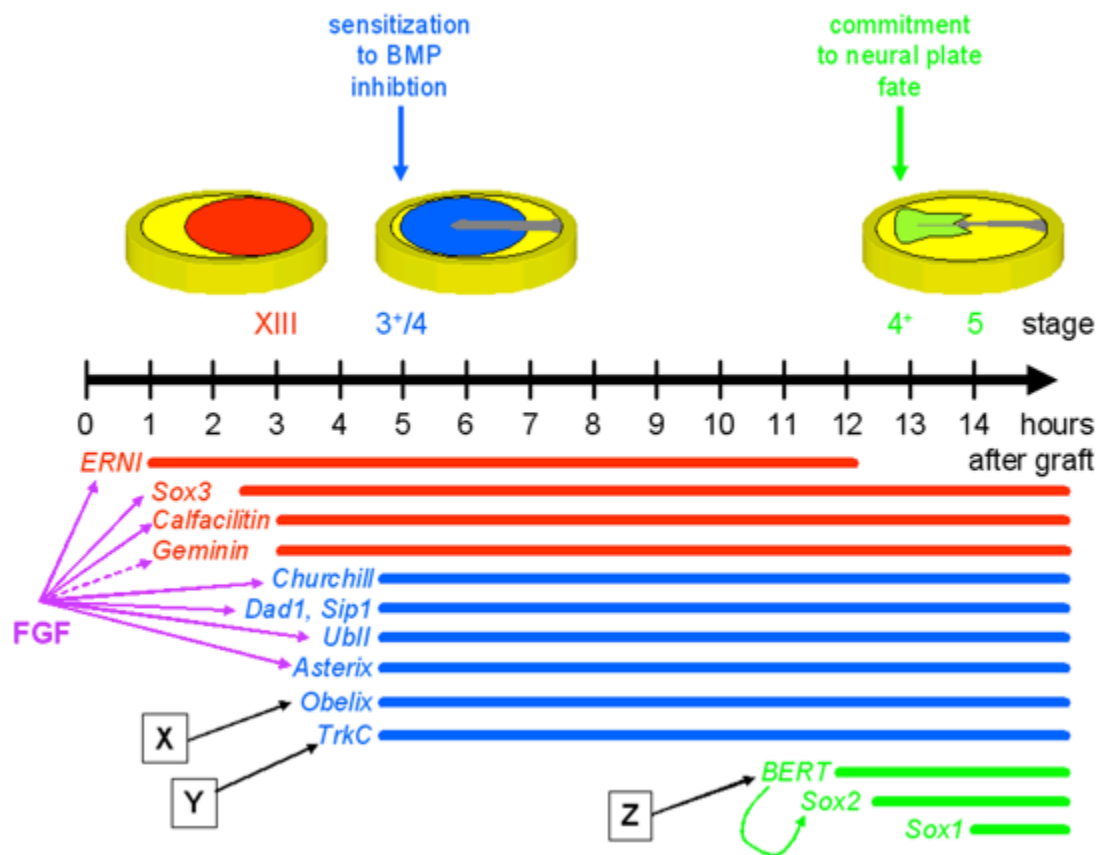 sensitization
to BMP
inhibtion
commitment
to neural plate
fate
XIII 3+/4 4+ 5 stage
0 1 2 3 4 5 6 7 8 9 10 11 12 13 14 hours
after graft
ERNI
Sox3
Calfacilitin
Geminin
Churchill
Dad1, Sip1
FGF
UbII
Asterix
Obelix
X
TrkC
Y
BERT
Z
Sox2
Sox1